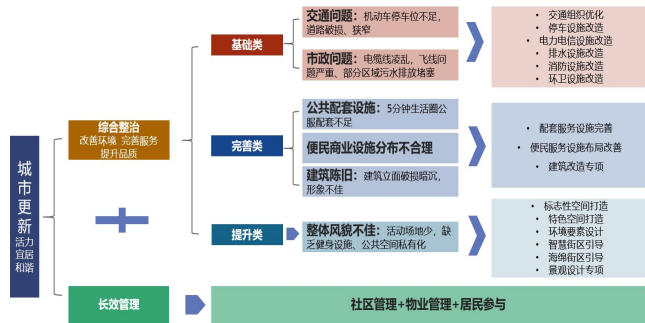 城市更新
活力
宜居
和谐
综合整治
改善环境 完善服务
提升品质
基础类
交通问题：机动车停车位不足，
道路破损、狭窄
市政问题：电缆线凌乱，飞线问
题严重、部分区域污水排放堵塞
• 交通组织优化
• 停车设施改造
• 电力电信设施改造
• 排水设施改造
• 消防设施改造
• 环卫设施改造
完善类
公共配套设施：5分钟生活圈公
服配套不足
便民商业设施分布不合理
建筑陈旧：建筑立面破损暗沉，
形象不佳
• 配套服务设施完善
• 便民服务设施布局改善
• 建筑改造专项
提升类
整体风貌不佳：活动场地少，缺
乏健身设施、公共空间私有化
• 标志性空间打造
• 特色空间打造
• 环境要素设计
• 智慧街区引导
• 海绵街区引导
• 景观设计专项
长效管理
社区管理+物业管理+居民参与